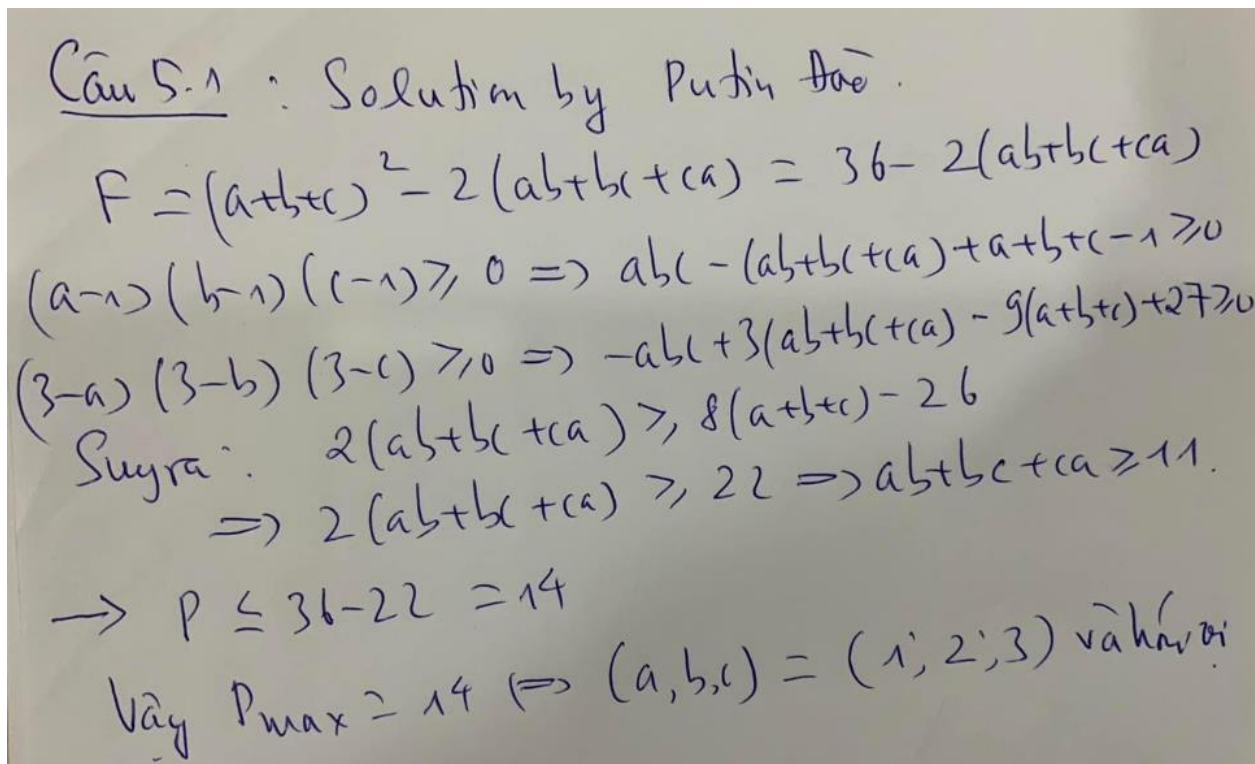 Câu 5.1 : Solution by Putin Đào.
F = (a+b+c)² - 2(ab+bc+ca) = 36 - 2(ab+bc+ca)
(a-1)(b-1)(c-1) ⩾ 0 => abc - (ab+bc+ca) + a+b+c-1 ⩾ 0
(3-a)(3-b)(3-c) ⩾ 0 => -abc + 3(ab+bc+ca) - 9(a+b+c) + 27 ⩾ 0
Suy ra: 2(ab+bc+ca) ⩾ 8(a+b+c) - 26
=> 2(ab+bc+ca) ⩾ 22 => ab+bc+ca ⩾ 11.
→ P ≤ 36-22 = 14
Vậy Pmax = 14 <=> (a,b,c) = (1; 2; 3) và hoán vị